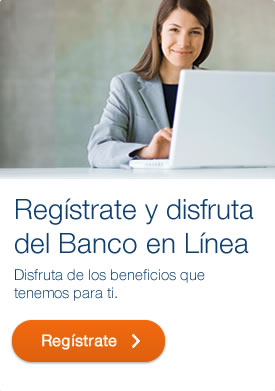 Regístrate y disfruta
del Banco en Línea
Disfruta de los beneficios que
tenemos para ti.
Regístrate